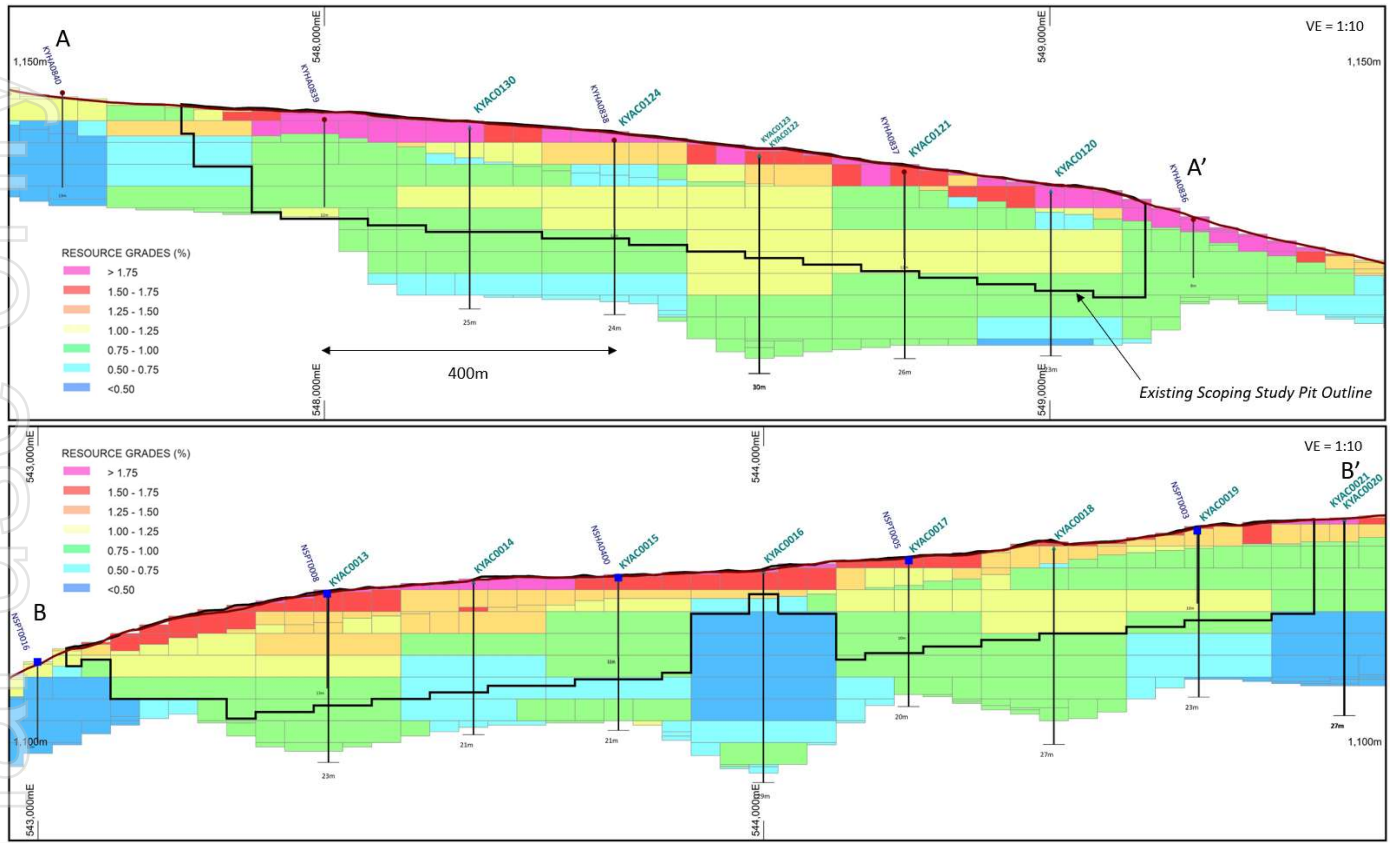 A
548,000mE
549,000mE
VE = 1:10
1,150m
1,150m
KYHA0840
KYHA0839
KYAC0130
KYHA0838
KYAC0124
KYAC0123
KYAC0122
KYHA0837
KYAC0121
KYAC0120
KYHA0836
A’
RESOURCE GRADES (%)
> 1.75
1.50 - 1.75
1.25 - 1.50
1.00 - 1.25
0.75 - 1.00
0.50 - 0.75
<0.50
25m
24m
30m
26m
23m
400m
548,000mE
549,000mE
Existing Scoping Study Pit Outline
543,000mE
544,000mE
VE = 1:10
RESOURCE GRADES (%)
> 1.75
1.50 - 1.75
1.25 - 1.50
1.00 - 1.25
0.75 - 1.00
0.50 - 0.75
<0.50
B
B’
NSPT0016
NSPT0008
KYAC0013
KYAC0014
NSHA0400
KYAC0015
KYAC0016
NSPT0005
KYAC0017
KYAC0018
NSPT0003
KYAC0019
KYAC0021
KYAC0020
1,100m
1,100m
23m
21m
21m
29m
20m
27m
23m
27m
543,000mE
544,000mE